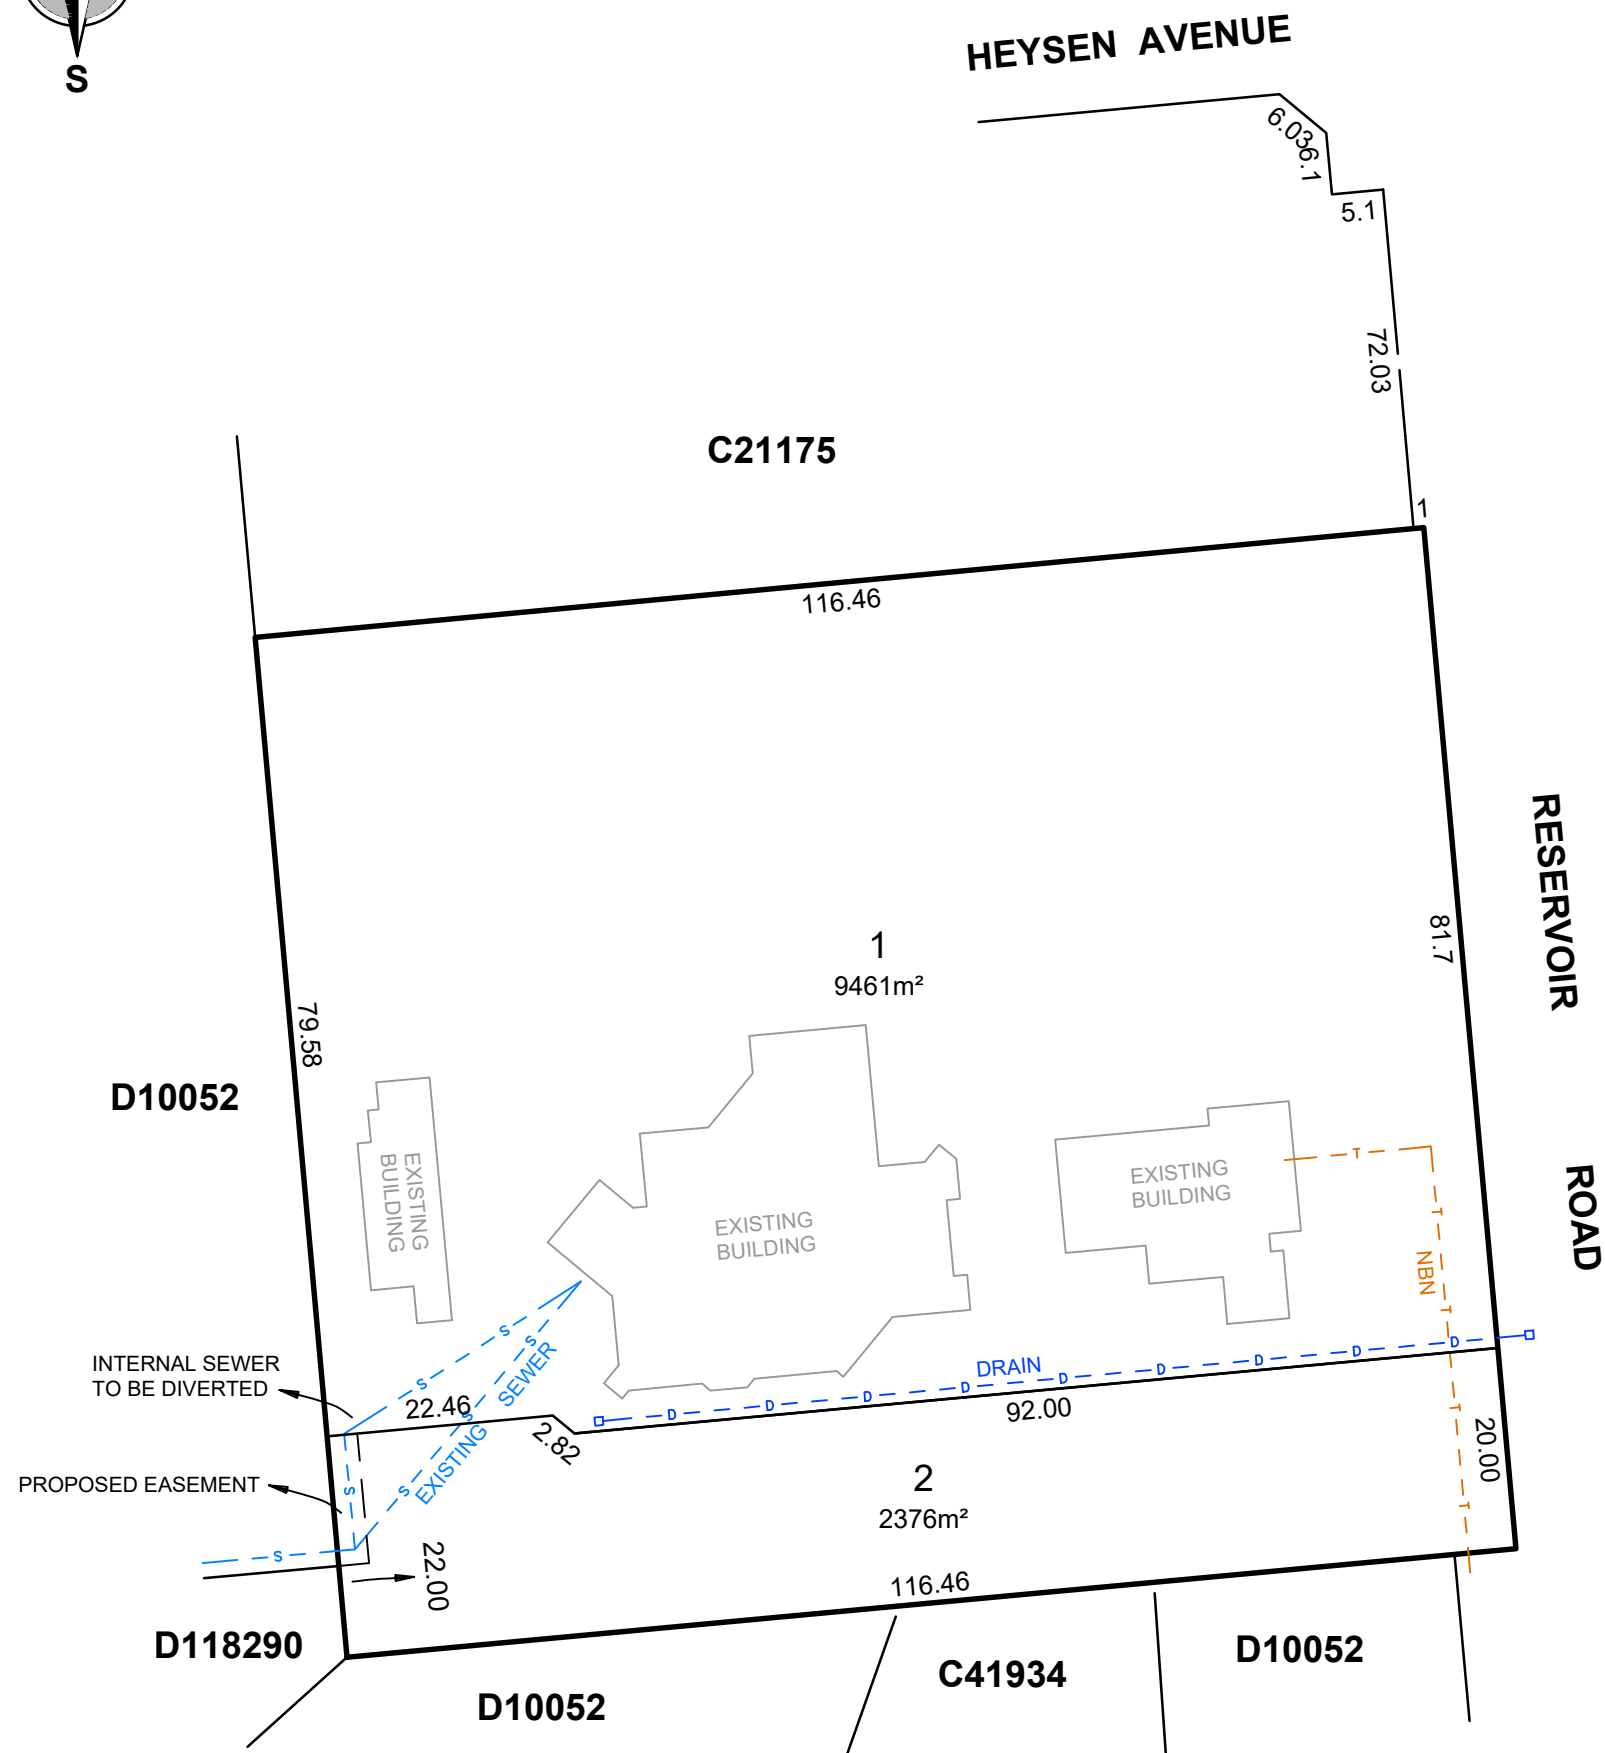 S
HEYSEN AVENUE
6.03
6.1
5.1
72.03
C21175
1
116.46
RESERVOIR
81.7
1
9461m²
79.58
D10052
EXISTING
BUILDING
EXISTING
BUILDING
EXISTING
BUILDING
ROAD
T
T
NBN
T
S
S
SEWER
INTERNAL SEWER
TO BE DIVERTED
S
DRAIN
D
D
D
D
D
D
D
D
D
22.46
S
92.00
T
2.82
EXISTING
20.00
PROPOSED EASEMENT
S
S
2
2376m²
T
S
22.00
116.46
D118290
D10052
C41934
D10052